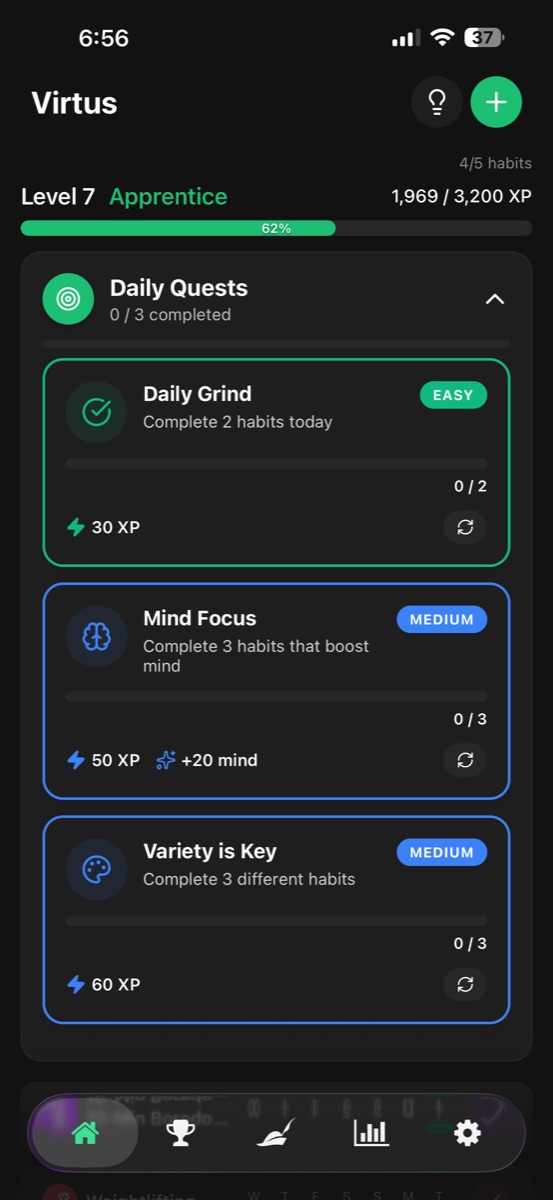 6:56
37
Virtus
4/5 habits
Level 7 Apprentice 1,969 / 3,200 XP
62%
Daily Quests
0 / 3 completed
Daily Grind
EASY
Complete 2 habits today
0 / 2
30 XP
Mind Focus
MEDIUM
Complete 3 habits that boost
mind
0 / 3
50 XP +20 mind
Variety is Key
MEDIUM
Complete 3 different habits
0 / 3
60 XP
Weightlifting W T F S S M T